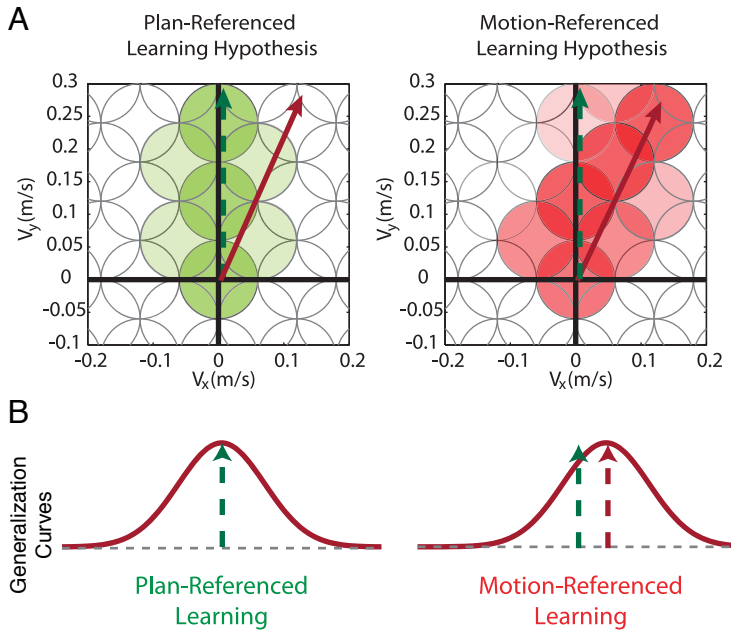 A
Plan-Referenced
Learning Hypothesis
Motion-Referenced
Learning Hypothesis
0.3
0.25
0.2
0.15
0.1
0.05
0
-0.05
-0.1
Vy(m/s)
-0.2
-0.1
0
0.1
0.2
Vx(m/s)
0.3
0.25
0.2
0.15
0.1
0.05
0
-0.05
-0.1
Vy(m/s)
-0.2
-0.1
0
0.1
0.2
Vx(m/s)
B
Generalization
Curves
Plan-Referenced
Learning
Motion-Referenced
Learning